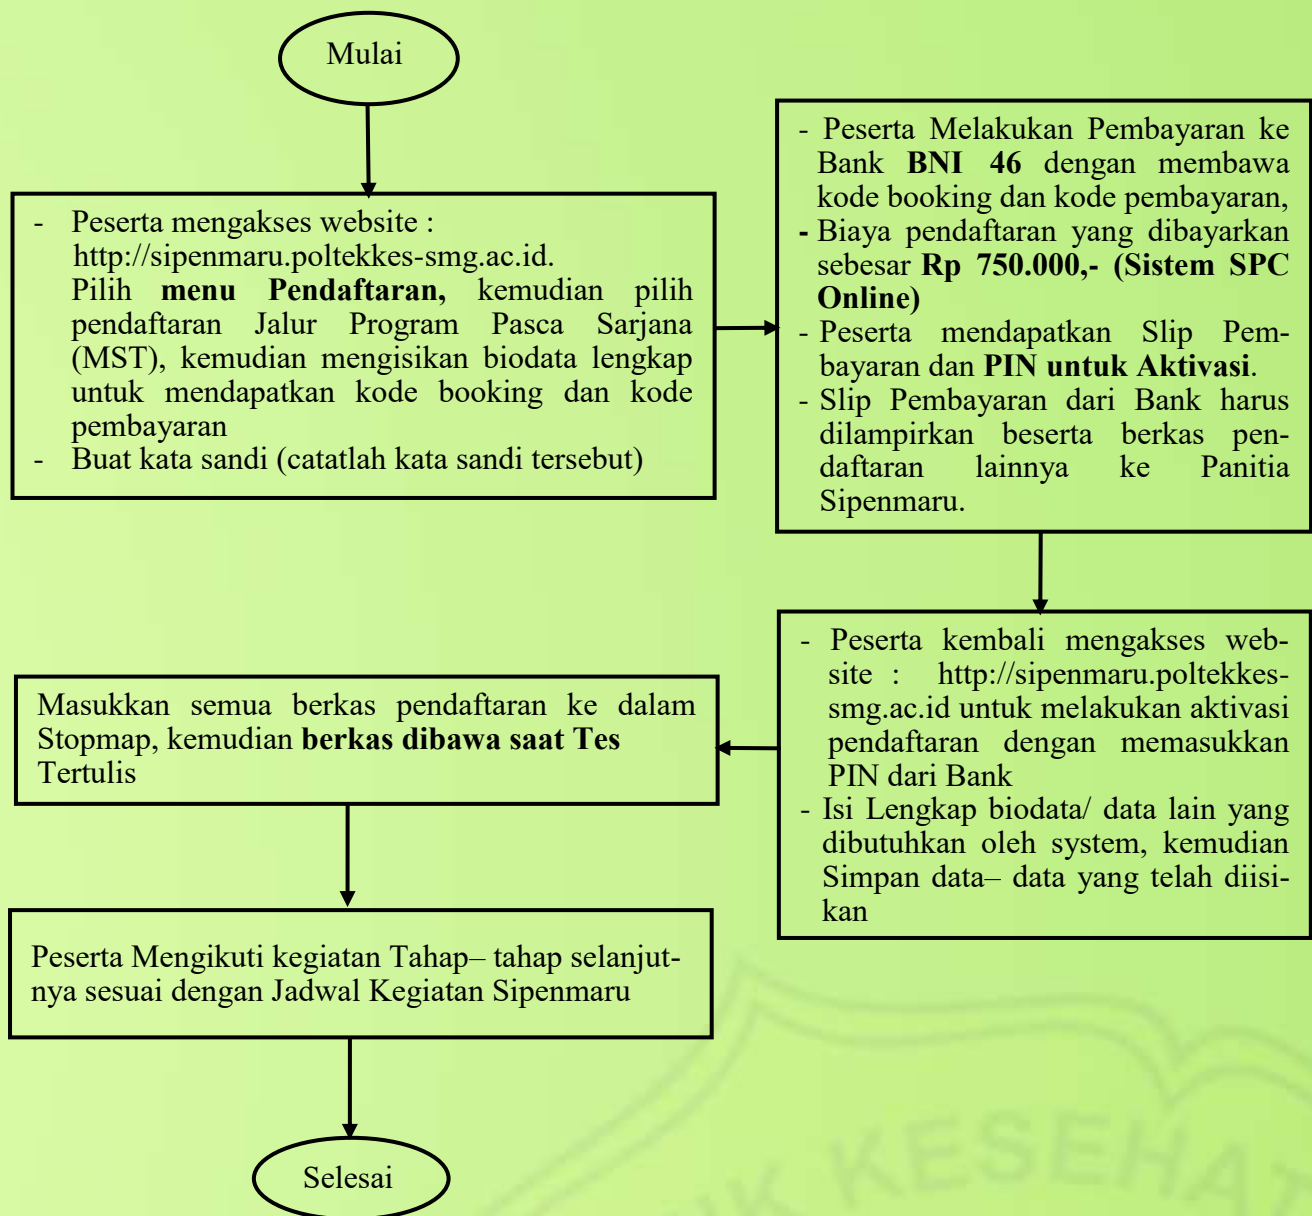 Mulai
- Peserta mengakses website :
http://sipenmaru.poltekkes-smg.ac.id.
Pilih menu Pendaftaran, kemudian pilih
pendaftaran Jalur Program Pasca Sarjana
(MST), kemudian mengisikan biodata lengkap
untuk mendapatkan kode booking dan kode
pembayaran
- Buat kata sandi (catatlah kata sandi tersebut)
- Peserta Melakukan Pembayaran ke
Bank BNI 46 dengan membawa
kode booking dan kode pembayaran,
- Biaya pendaftaran yang dibayarkan
sebesar Rp 750.000,- (Sistem SPC
Online)
- Peserta mendapatkan Slip Pem-
bayaran dan PIN untuk Aktivasi.
- Slip Pembayaran dari Bank harus
dilampirkan beserta berkas pen-
daftaran lainnya ke Panitia
Sipenmaru.
- Peserta kembali mengakses web-
site : http://sipenmaru.poltekkes-
smg.ac.id untuk melakukan aktivasi
pendaftaran dengan memasukkan
PIN dari Bank
- Isi Lengkap biodata/ data lain yang
dibutuhkan oleh system, kemudian
Simpan data– data yang telah diisi-
kan
Masukkan semua berkas pendaftaran ke dalam
Stopmap, kemudian berkas dibawa saat Tes
Tertulis
Peserta Mengikuti kegiatan Tahap– tahap selanjut-
nya sesuai dengan Jadwal Kegiatan Sipenmaru
Selesai